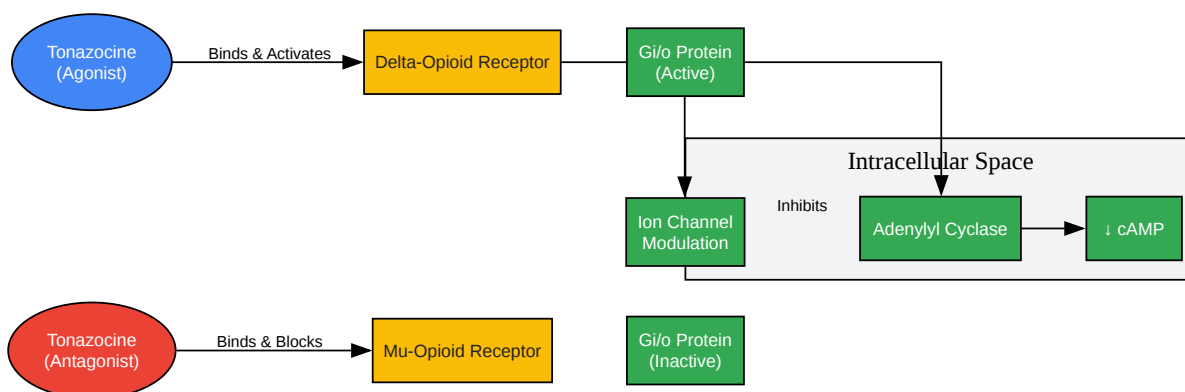 Tonazocine
(Agonist)
Binds & Activates
Delta-Opioid Receptor
Gi/o Protein
(Active)
Intracellular Space
Ion Channel
Modulation
Inhibits
Adenylyl Cyclase
↓ cAMP
Tonazocine
(Antagonist)
Binds & Blocks
Mu-Opioid Receptor
Gi/o Protein
(Inactive)